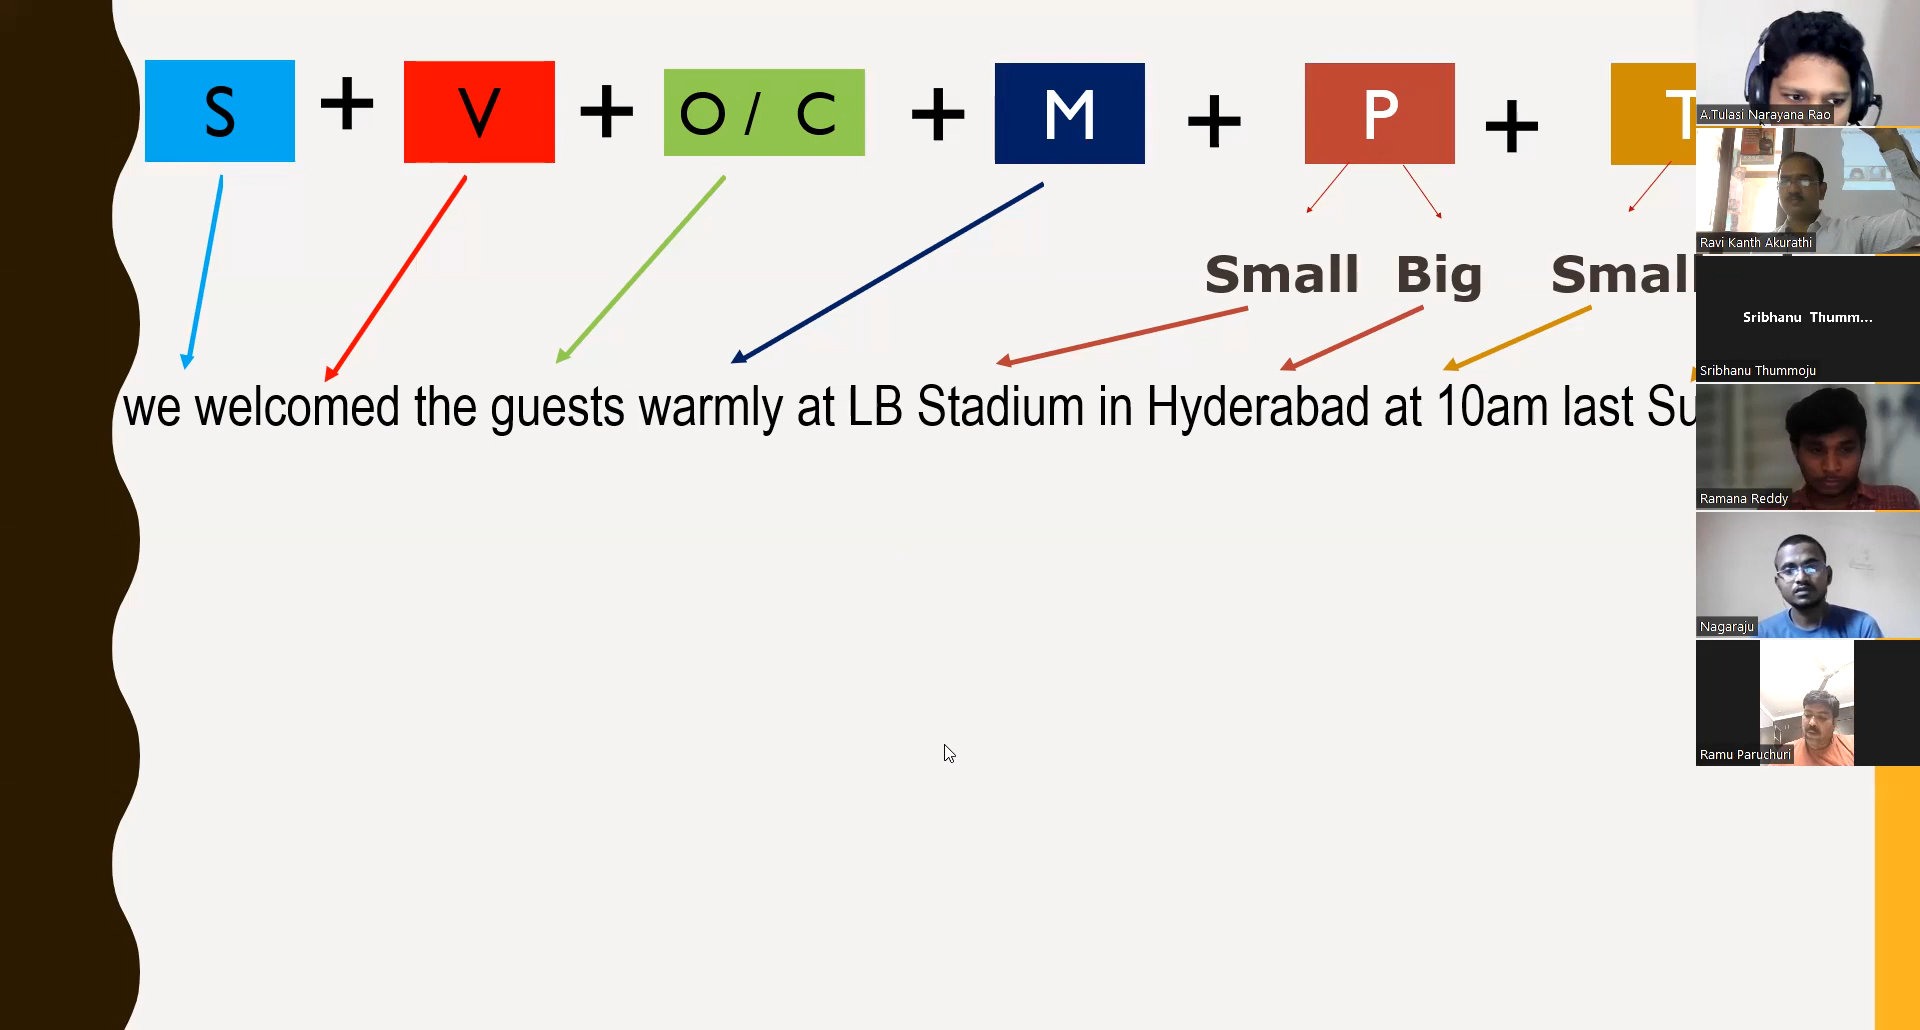 S + V + O / C + M + P + T
Small Big Small
we welcomed the guests warmly at LB Stadium in Hyderabad at 10am last Su
A.Tulasi Narayana Rao
Ravi Kanth Akurathi
Sribhanu Thumm...
Sribhanu Thummoju
Ramana Reddy
Nagaraju
Ramu Paruchuri